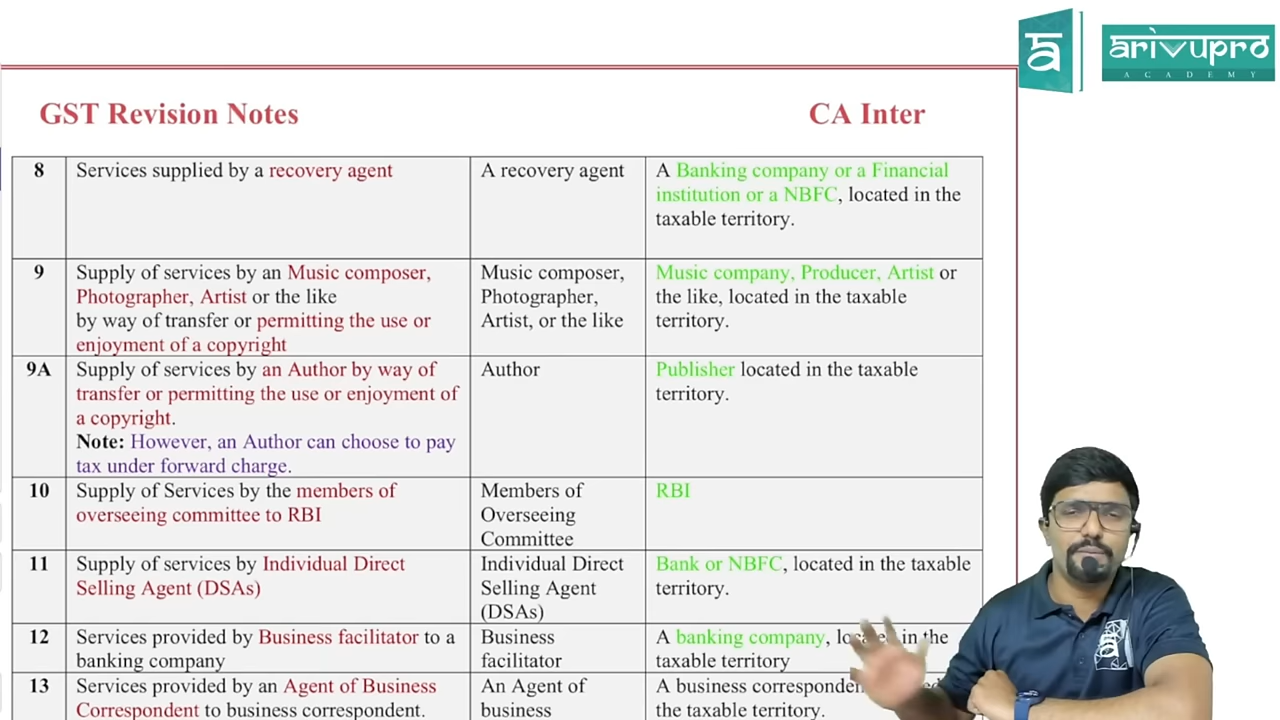 ā
arivupro
ACADEMY
GST Revision Notes
CA Inter
8
Services supplied by a recovery agent
A recovery agent
A Banking company or a Financial
institution or a NBFC, located in the
taxable territory.
9
Supply of services by an Music composer,
Photographer, Artist or the like
by way of transfer or permitting the use or
enjoyment of a copyright
Music composer,
Photographer,
Artist, or the like
Music company, Producer, Artist or
the like, located in the taxable
territory.
9A
Supply of services by an Author by way of
transfer or permitting the use or enjoyment of
a copyright.
Note: However, an Author can choose to pay
tax under forward charge.
Author
Publisher located in the taxable
territory.
10
Supply of Services by the members of
overseeing committee to RBI
Members of
Overseeing
Committee
RBI
11
Supply of services by Individual Direct
Selling Agent (DSAs)
Individual Direct
Selling Agent
(DSAs)
Bank or NBFC, located in the taxable
territory.
12
Services provided by Business facilitator to a
banking company
Business
facilitator
A banking company, located in the
taxable territory
13
Services provided by an Agent of Business
Correspondent to business correspondent.
An Agent of
business
A business
the taxable territory.